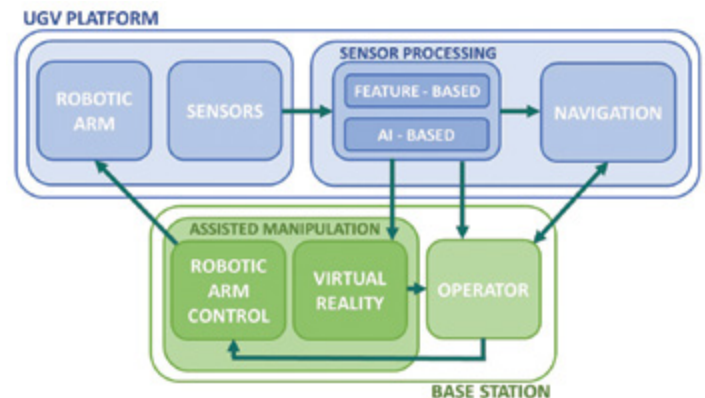 UGV PLATFORM
SENSOR PROCESSING
ROBOTIC
ARM
SENSORS
FEATURE - BASED
AI - BASED
NAVIGATION
ASSISTED MANIPULATION
ROBOTIC
ARM
CONTROL
VIRTUAL
REALITY
OPERATOR
BASE STATION